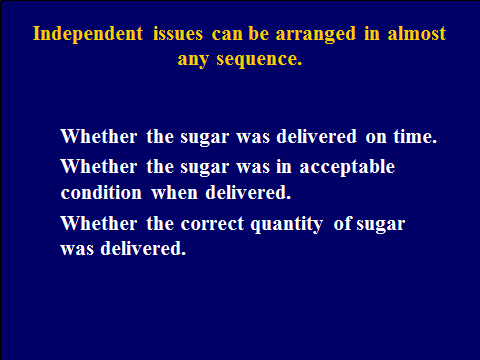 Independent issues can be arranged in almost
any sequence.
Whether the sugar was delivered on time.
Whether the sugar was in acceptable
condition when delivered.
Whether the correct quantity of sugar
was delivered.